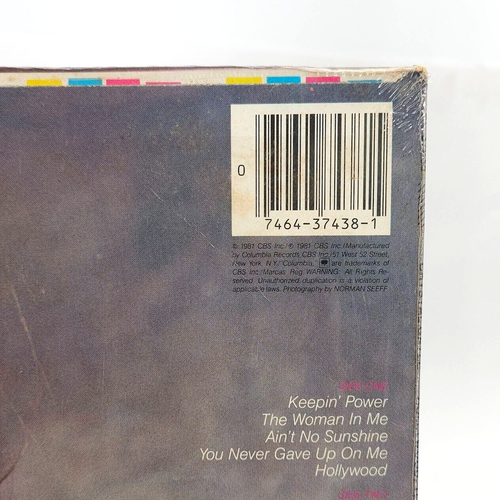 0
7464-37438-1
© 1981 CBS Inc./℗ 1981 CBS Inc./Manufactured
by Columbia Records CBS Inc./51 West 52 Street,
New York, N.Y./"Columbia," are trademarks of
CBS Inc./Marcas Reg. WARNING: All Rights Re-
served. Unauthorized duplication is a violation of
applicable laws. Photography by NORMAN SEEFF
SIDE ONE
Keepin' Power
The Woman In Me
Ain't No Sunshine
You Never Gave Up On Me
Hollywood